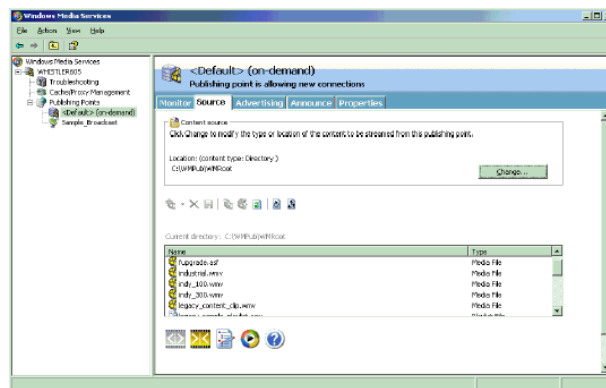 Windows Media Services
File Action View Help
Windows Media Services
WHISTLER605
Troubleshooting
Cache/Proxy Management
Publishing Points
<Default> (on-demand)
Sample_Broadcast
<Default> (on-demand)
Publishing point is allowing new connections
Monitor Source Advertising Announce Properties
Content source
Click Change to modify the type or location of the content to be streamed from this publishing point.
Location: (content type: Directory )
C:\WMPub\WMRoot
Change...
Current directory: C:\WMPub\WMRoot
Name Type
industrial.wmv Media File
indy_100.wmv Media File
indy_300.wmv Media File
legacy_content_clip.wmv Media File